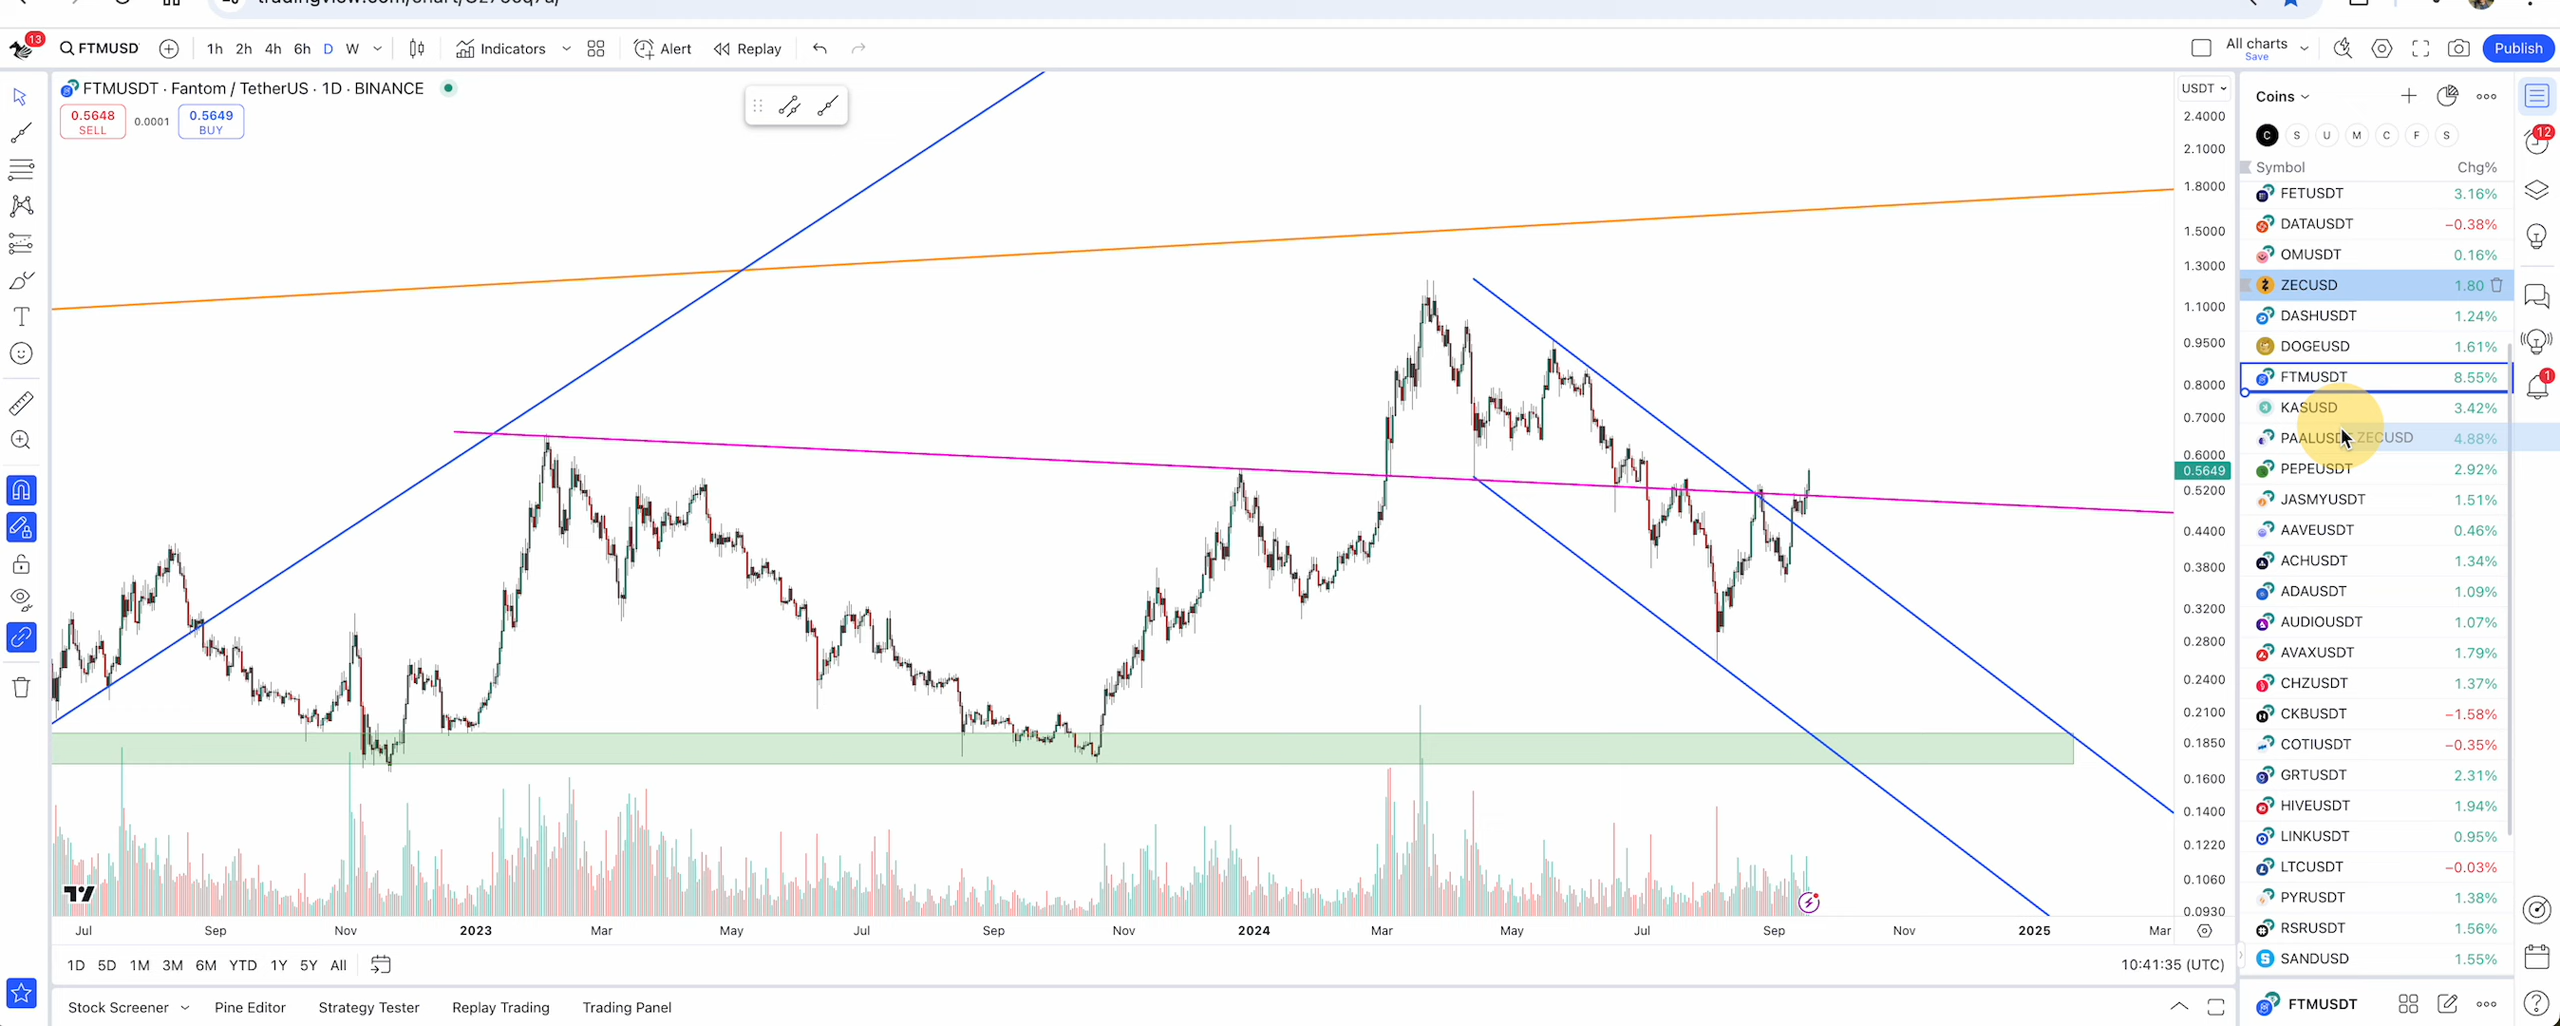 13
FTMUSD
1h 2h 4h 6h D W
Indicators
Alert
Replay
All charts
Save
Publish
FTMUSDT · Fantom / TetherUS · 1D · BINANCE
0.5648
SELL
0.0001
0.5649
BUY
USDT
2.4000
2.1000
1.8000
1.5000
1.3000
1.1000
0.9500
0.8000
0.7000
0.6000
0.5649
0.5200
0.4400
0.3800
0.3200
0.2800
0.2400
0.2100
0.1850
0.1600
0.1400
0.1220
0.1060
0.0930
Jul Sep Nov 2023 Mar May Jul Sep Nov 2024 Mar May Jul Sep Nov 2025 Mar
1D 5D 1M 3M 6M YTD 1Y 5Y All
10:41:35 (UTC)
Stock Screener
Pine Editor
Strategy Tester
Replay Trading
Trading Panel
Coins
C S U M C F S
Symbol Chg%
FETUSDT 3.16%
DATAUSDT −0.38%
OMUSDT 0.16%
ZECUSD 1.80
DASHUSDT 1.24%
DOGEUSD 1.61%
FTMUSDT 8.55%
KASUSD 3.42%
PAALUSD ZECUSD 4.88%
PEPEUSDT 2.92%
JASMYUSDT 1.51%
AAVEUSDT 0.46%
ACHUSDT 1.34%
ADAUSDT 1.09%
AUDIOUSDT 1.07%
AVAXUSDT 1.79%
CHZUSDT 1.37%
CKBUSDT −1.58%
COTIUSDT −0.35%
GRTUSDT 2.31%
HIVEUSDT 1.94%
LINKUSDT 0.95%
LTCUSDT −0.03%
PYRUSDT 1.38%
RSRUSDT 1.56%
SANDUSD 1.55%
FTMUSDT
12
1